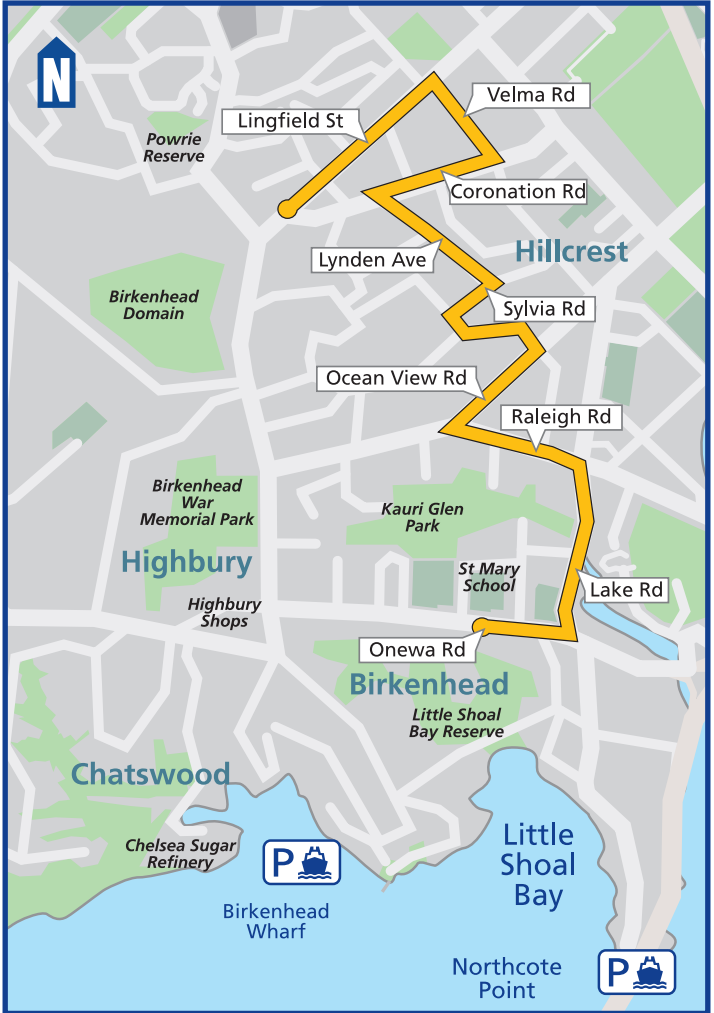 N
Velma Rd
Lingfield St
Powrie
Reserve
Coronation Rd
Hillcrest
Lynden Ave
Birkenhead
Domain
Sylvia Rd
Ocean View Rd
Raleigh Rd
Birkenhead
War
Memorial Park
Kauri Glen
Park
Highbury
St Mary
School
Lake Rd
Highbury
Shops
Onewa Rd
Birkenhead
Little Shoal
Bay Reserve
Chatswood
Chelsea Sugar
Refinery
P
Little
Shoal
Bay
Birkenhead
Wharf
Northcote
Point
P